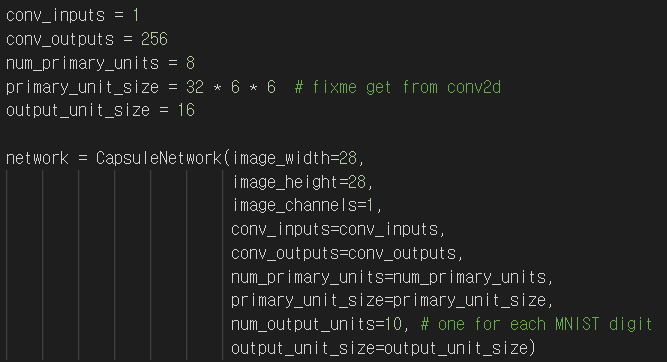 conv_inputs = 1
conv_outputs = 256
num_primary_units = 8
primary_unit_size = 32 * 6 * 6  # fixme get from conv2d
output_unit_size = 16

network = CapsuleNetwork(image_width=28,
                         image_height=28,
                         image_channels=1,
                         conv_inputs=conv_inputs,
                         conv_outputs=conv_outputs,
                         num_primary_units=num_primary_units,
                         primary_unit_size=primary_unit_size,
                         num_output_units=10, # one for each MNIST digit
                         output_unit_size=output_unit_size)